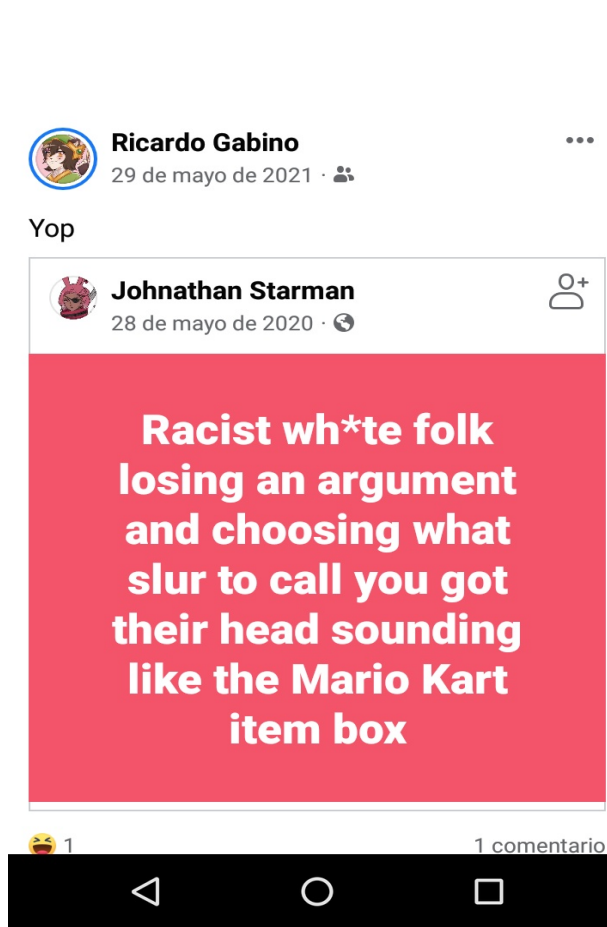 Ricardo Gabino
29 de mayo de 2021 ·
Yop
Johnathan Starman
28 de mayo de 2020 ·
Racist wh*te folk
losing an argument
and choosing what
slur to call you got
their head sounding
like the Mario Kart
item box
1
1 comentario